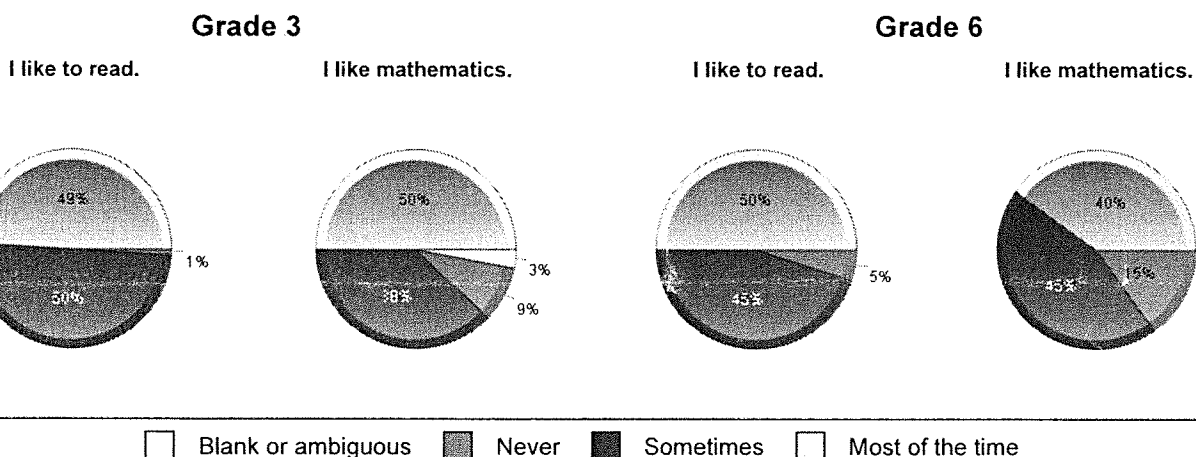 Grade 3
Grade 6
I like to read.
I like mathematics.
I like to read.
I like mathematics.
49%
1%
50%
50%
3%
9%
38%
50%
5%
45%
40%
15%
45%
Blank or ambiguous
Never
Sometimes
Most of the time